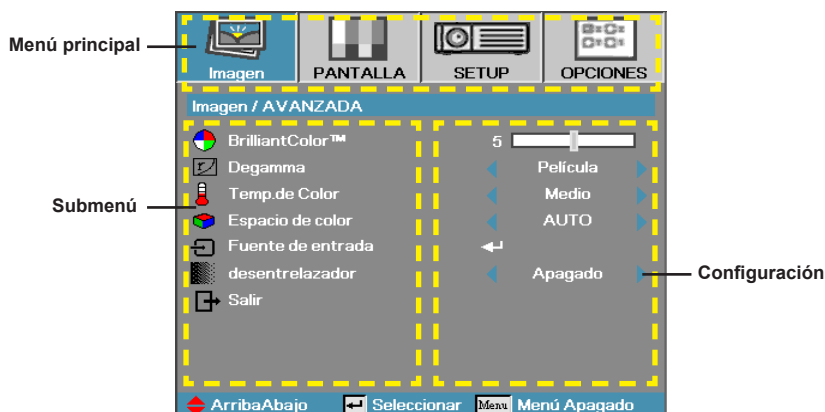 Menú principal
Imagen PANTALLA SETUP OPCIONES
Imagen / AVANZADA
BrilliantColor™ 5
Degamma Película
Temp.de Color Medio
Submenú
Espacio de color AUTO
Fuente de entrada
desentrelazador Apagado
Configuración
Salir
ArribaAbajo Seleccionar Menu Menú Apagado